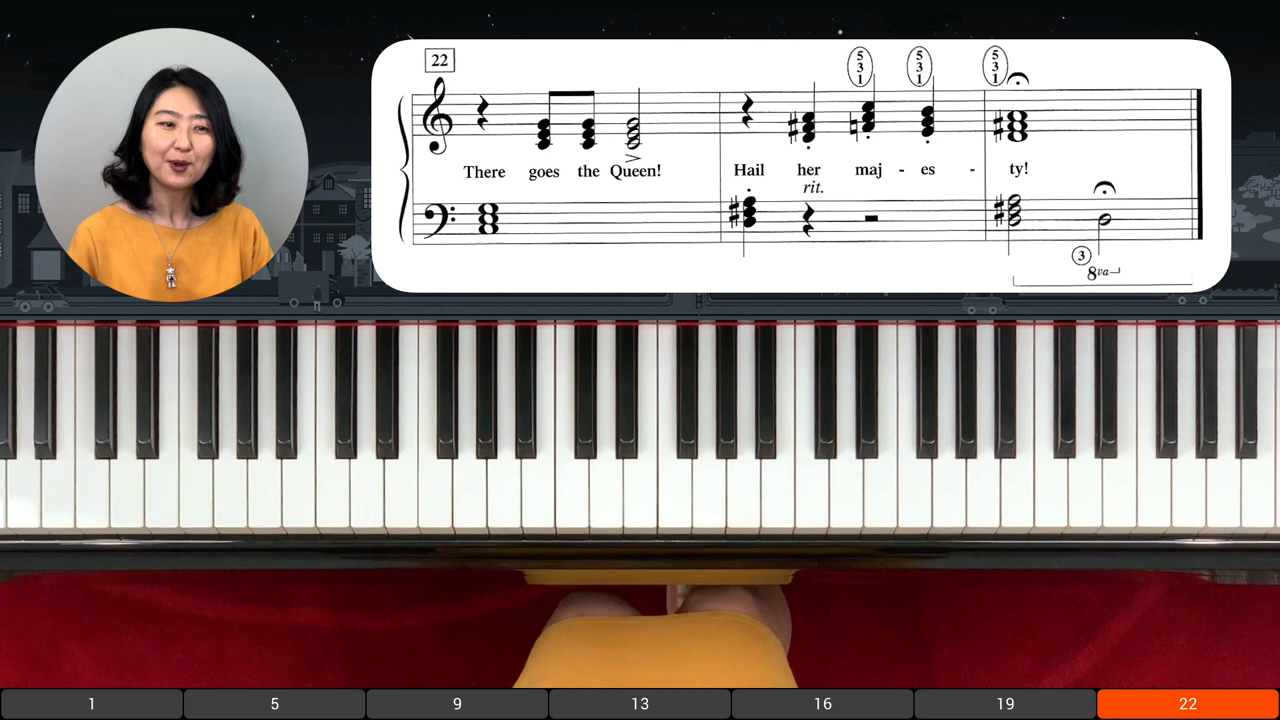 22
5 5 5
3 3 3
1 1 1
There goes the Queen! Hail her maj - es - ty!
rit.
3
8va
1 5 9 13 16 19 22